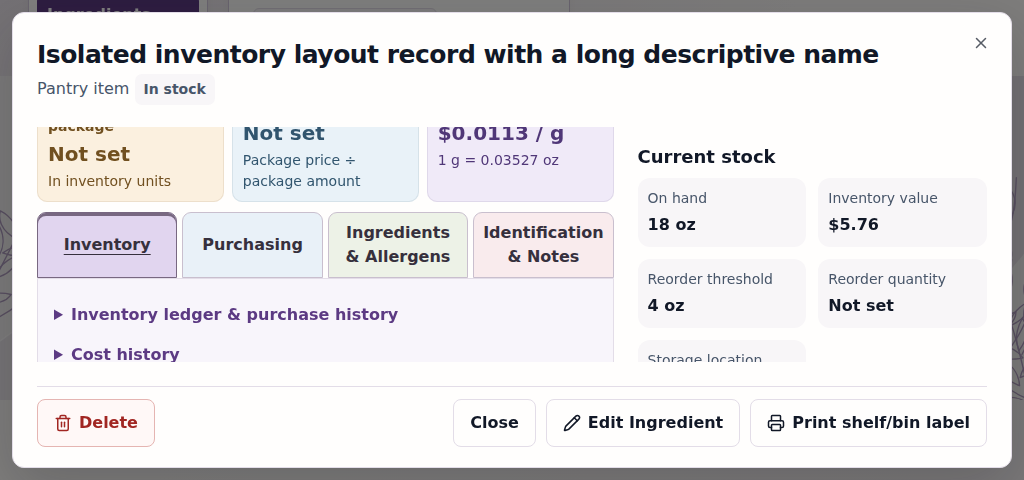 Isolated inventory layout record with a long descriptive name
Pantry item In stock
package
Not set
In inventory units
Not set
Package price ÷
package amount
$0.0113 / g
1 g = 0.03527 oz
Inventory
Purchasing
Ingredients
& Allergens
Identification
& Notes
Inventory ledger & purchase history
Cost history
Current stock
On hand
18 oz
Inventory value
$5.76
Reorder threshold
4 oz
Reorder quantity
Not set
Storage location
Delete
Close
Edit Ingredient
Print shelf/bin label